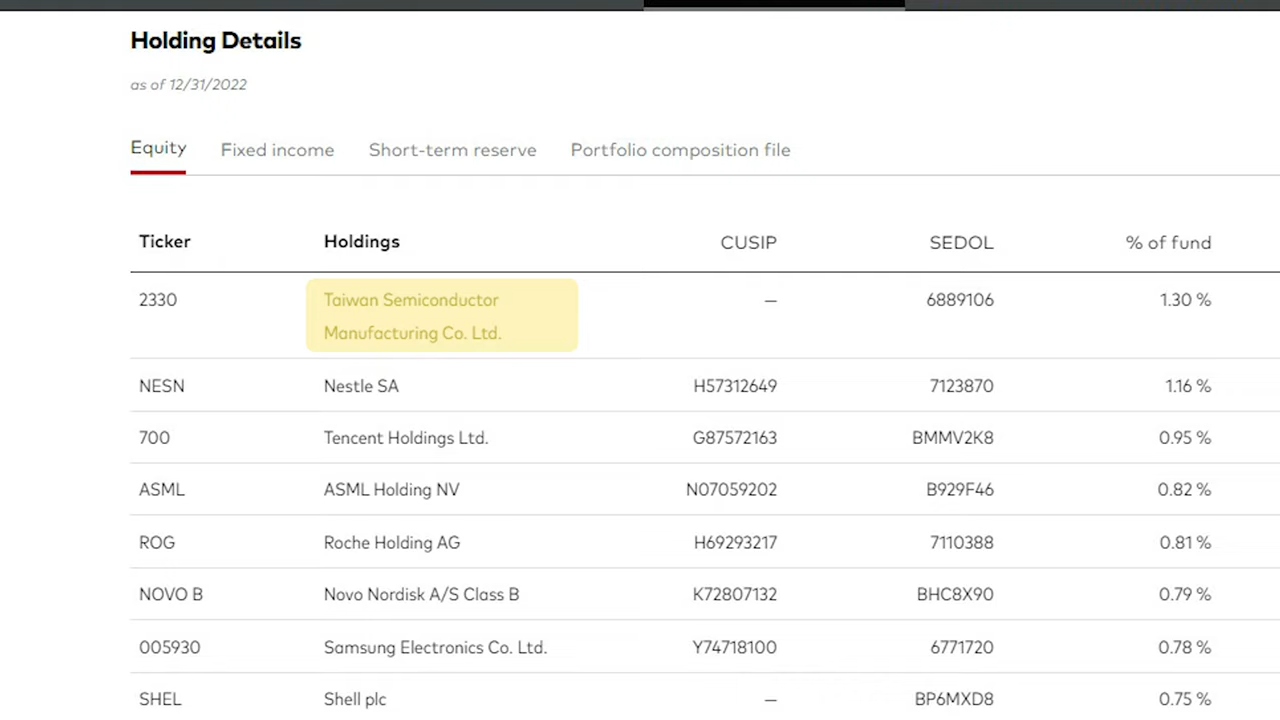 Holding Details
as of 12/31/2022
Equity Fixed income Short-term reserve Portfolio composition file
Ticker Holdings CUSIP SEDOL % of fund
2330 Taiwan Semiconductor — 6889106 1.30 %
Manufacturing Co. Ltd.
NESN Nestle SA H57312649 7123870 1.16 %
700 Tencent Holdings Ltd. G87572163 BMMV2K8 0.95 %
ASML ASML Holding NV N07059202 B929F46 0.82 %
ROG Roche Holding AG H69293217 7110388 0.81 %
NOVO B Novo Nordisk A/S Class B K72807132 BHC8X90 0.79 %
005930 Samsung Electronics Co. Ltd. Y74718100 6771720 0.78 %
SHEL Shell plc — BP6MXD8 0.75 %